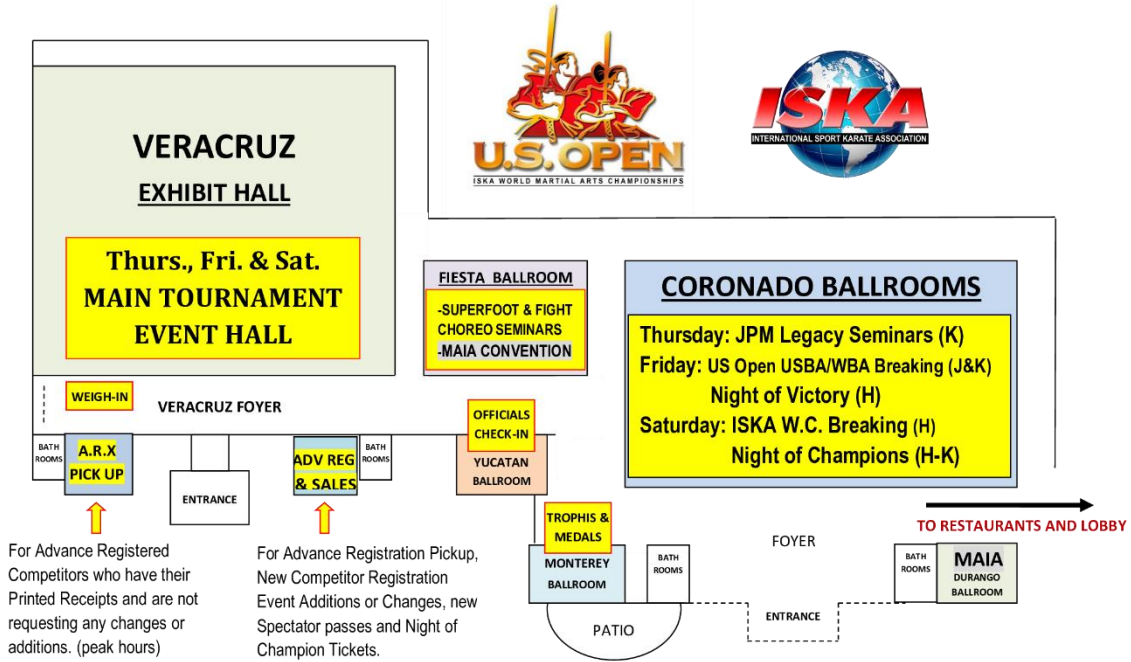 VERACRUZ
EXHIBIT HALL
Thurs., Fri. & Sat.
MAIN TOURNAMENT
EVENT HALL
U.S. OPEN
ISKA WORLD MARTIAL ARTS CHAMPIONSHIPS
ISKA
INTERNATIONAL SPORT KARATE ASSOCIATION
FIESTA BALLROOM
-SUPERFOOT & FIGHT
CHOREO SEMINARS
-MAIA CONVENTION
CORONADO BALLROOMS
Thursday: JPM Legacy Seminars (K)
Friday: US Open USBA/WBA Breaking (J&K)
Night of Victory (H)
Saturday: ISKA W.C. Breaking (H)
Night of Champions (H-K)
WEIGH-IN
VERACRUZ FOYER
BATH
ROOMS
A.R.X
PICK UP
ENTRANCE
ADV REG
& SALES
BATH
ROOMS
OFFICIALS
CHECK-IN
YUCATAN
BALLROOM
TROPHIS &
MEDALS
MONTEREY
BALLROOM
BATH
ROOMS
PATIO
FOYER
ENTRANCE
TO RESTAURANTS AND LOBBY
BATH
ROOMS
MAIA
DURANGO
BALLROOM
For Advance Registered
Competitors who have their
Printed Receipts and are not
requesting any changes or
additions. (peak hours)
For Advance Registration Pickup,
New Competitor Registration
Event Additions or Changes, new
Spectator passes and Night of
Champion Tickets.